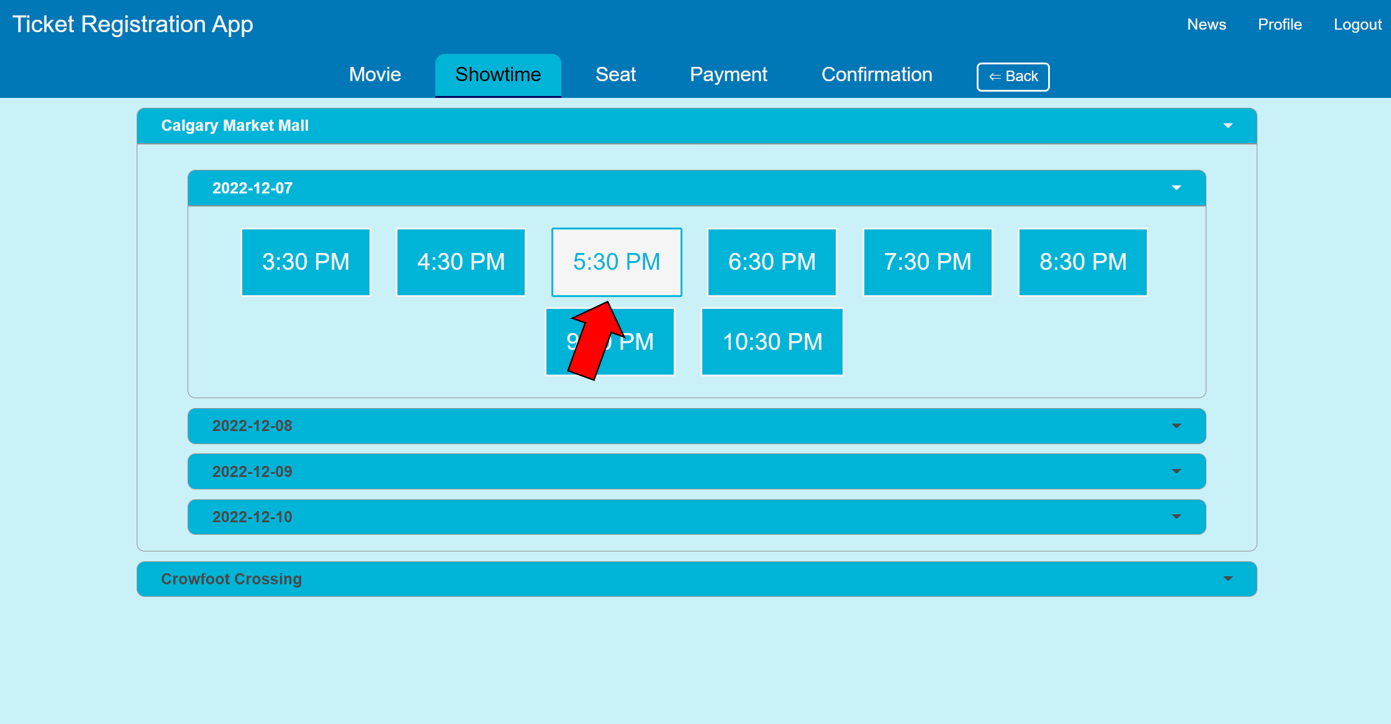 Ticket Registration App
News Profile Logout
Movie Showtime Seat Payment Confirmation ⇐ Back
Calgary Market Mall
2022-12-07
3:30 PM 4:30 PM 5:30 PM 6:30 PM 7:30 PM 8:30 PM
PM 10:30 PM
2022-12-08
2022-12-09
2022-12-10
Crowfoot Crossing